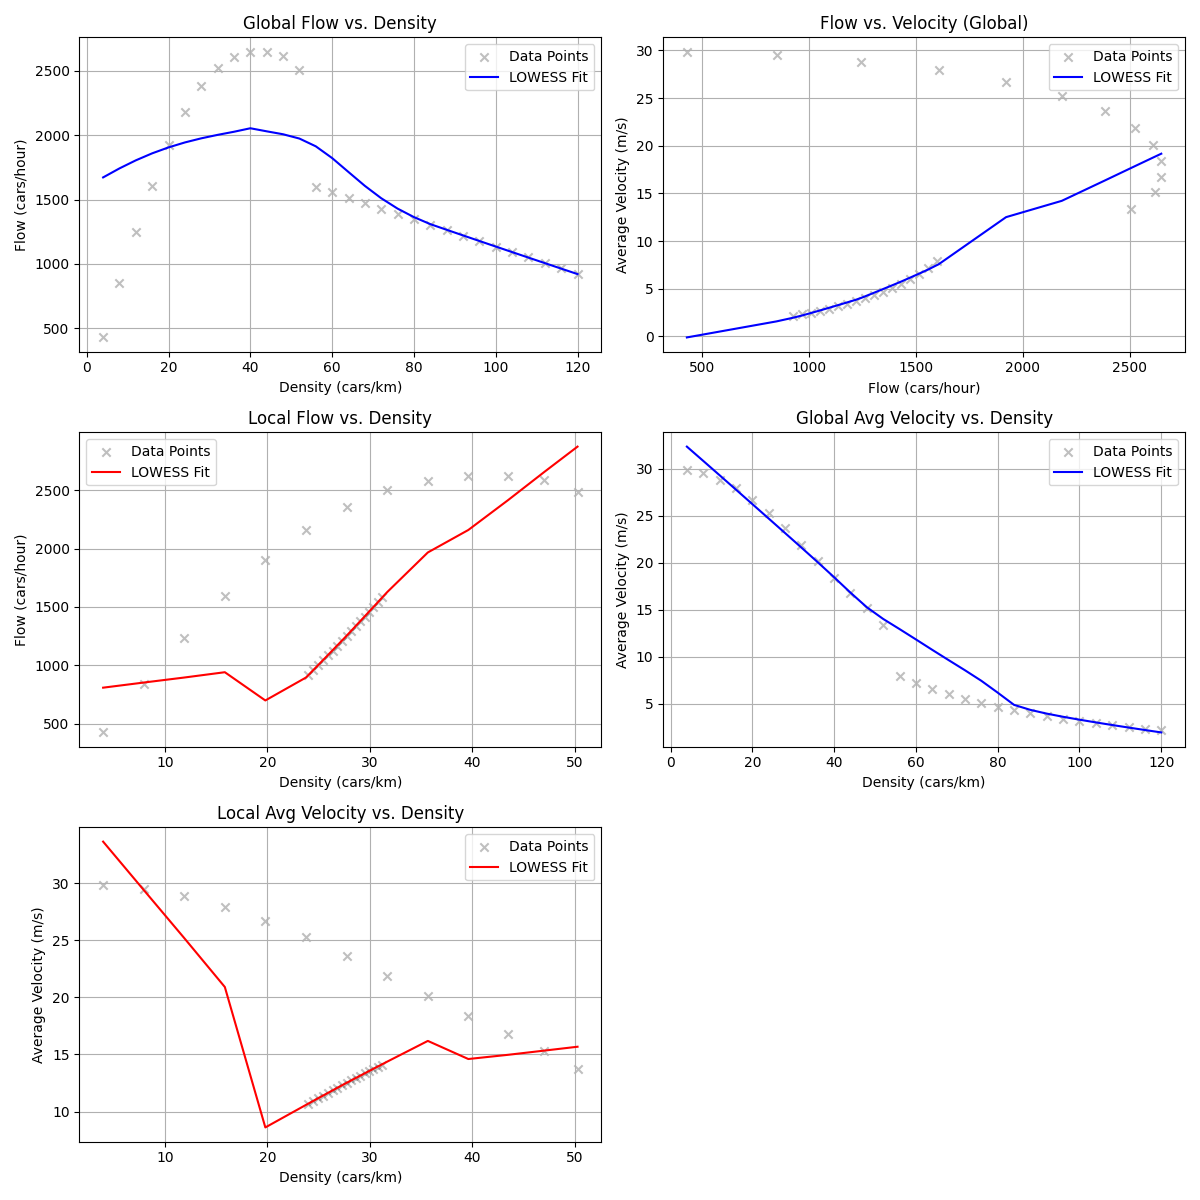 Global Flow vs. Density
Flow (cars/hour)
2500
2000
1500
1000
500
Data Points
LOWESS Fit
0 20 40 60 80 100 120
Density (cars/km)
Flow vs. Velocity (Global)
Average Velocity (m/s)
30
25
20
15
10
5
0
Data Points
LOWESS Fit
500 1000 1500 2000 2500
Flow (cars/hour)
Local Flow vs. Density
Flow (cars/hour)
2500
2000
1500
1000
500
Data Points
LOWESS Fit
10 20 30 40 50
Density (cars/km)
Global Avg Velocity vs. Density
Average Velocity (m/s)
30
25
20
15
10
5
Data Points
LOWESS Fit
0 20 40 60 80 100 120
Density (cars/km)
Local Avg Velocity vs. Density
Average Velocity (m/s)
30
25
20
15
10
Data Points
LOWESS Fit
10 20 30 40 50
Density (cars/km)